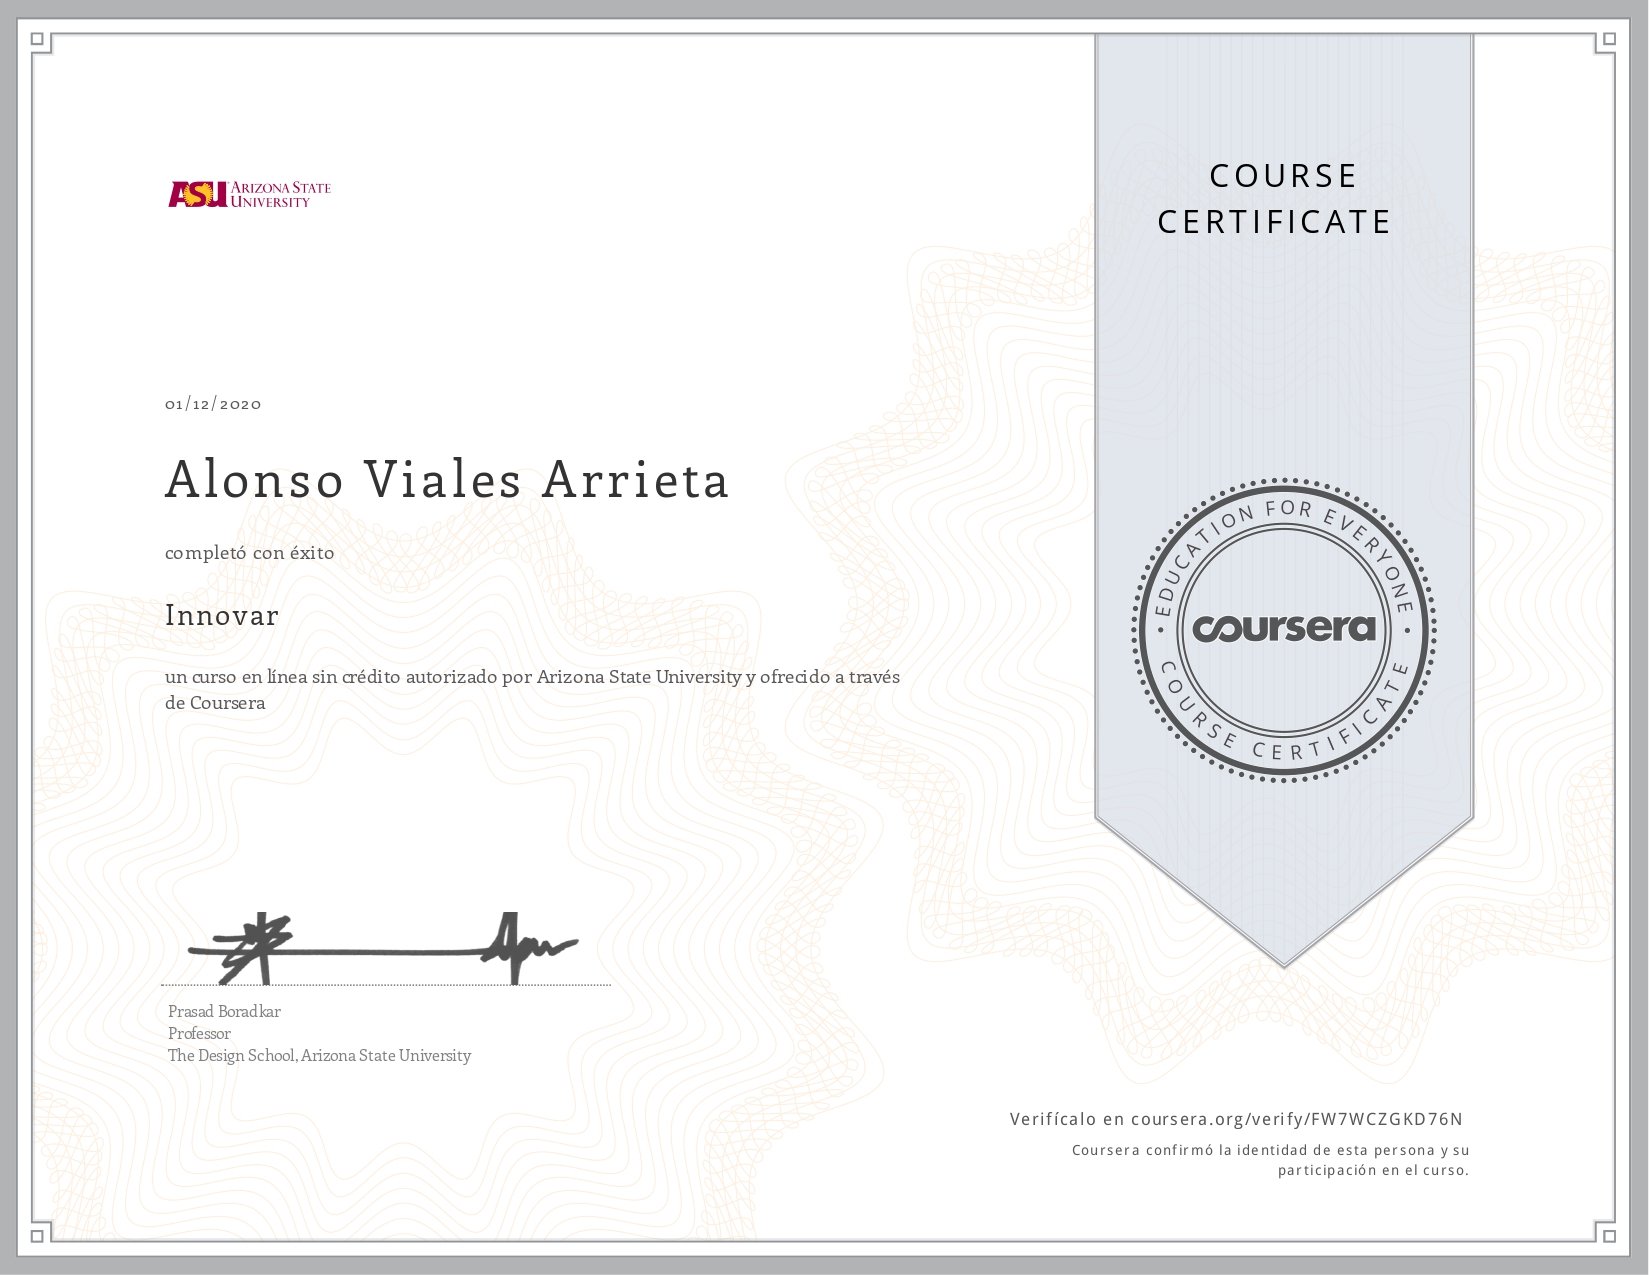 ASU ARIZONA STATE
UNIVERSITY
COURSE
CERTIFICATE
01/12/2020
Alonso Viales Arrieta
completó con éxito
Innovar
un curso en línea sin crédito autorizado por Arizona State University y ofrecido a través
de Coursera
EDUCATION FOR EVERYONE
coursera
COURSE CERTIFICATE
Prasad Boradkar
Professor
The Design School, Arizona State University
Verifícalo en coursera.org/verify/FW7WCZGKD76N
Coursera confirmó la identidad de esta persona y su
participación en el curso.